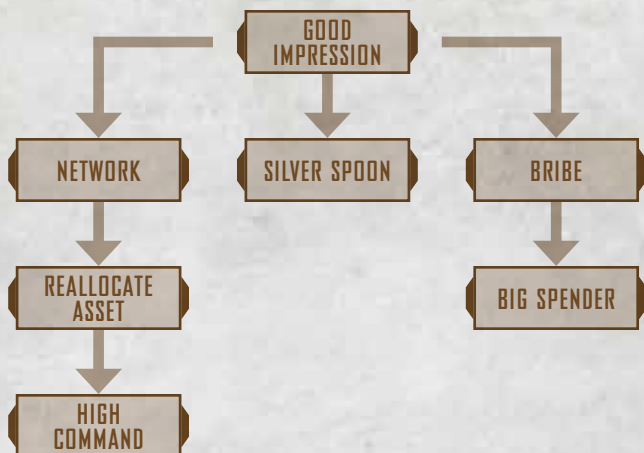 GOOD
IMPRESSION
NETWORK
SILVER SPOON
BRIBE
REALLOCATE
ASSET
BIG SPENDER
HIGH
COMMAND